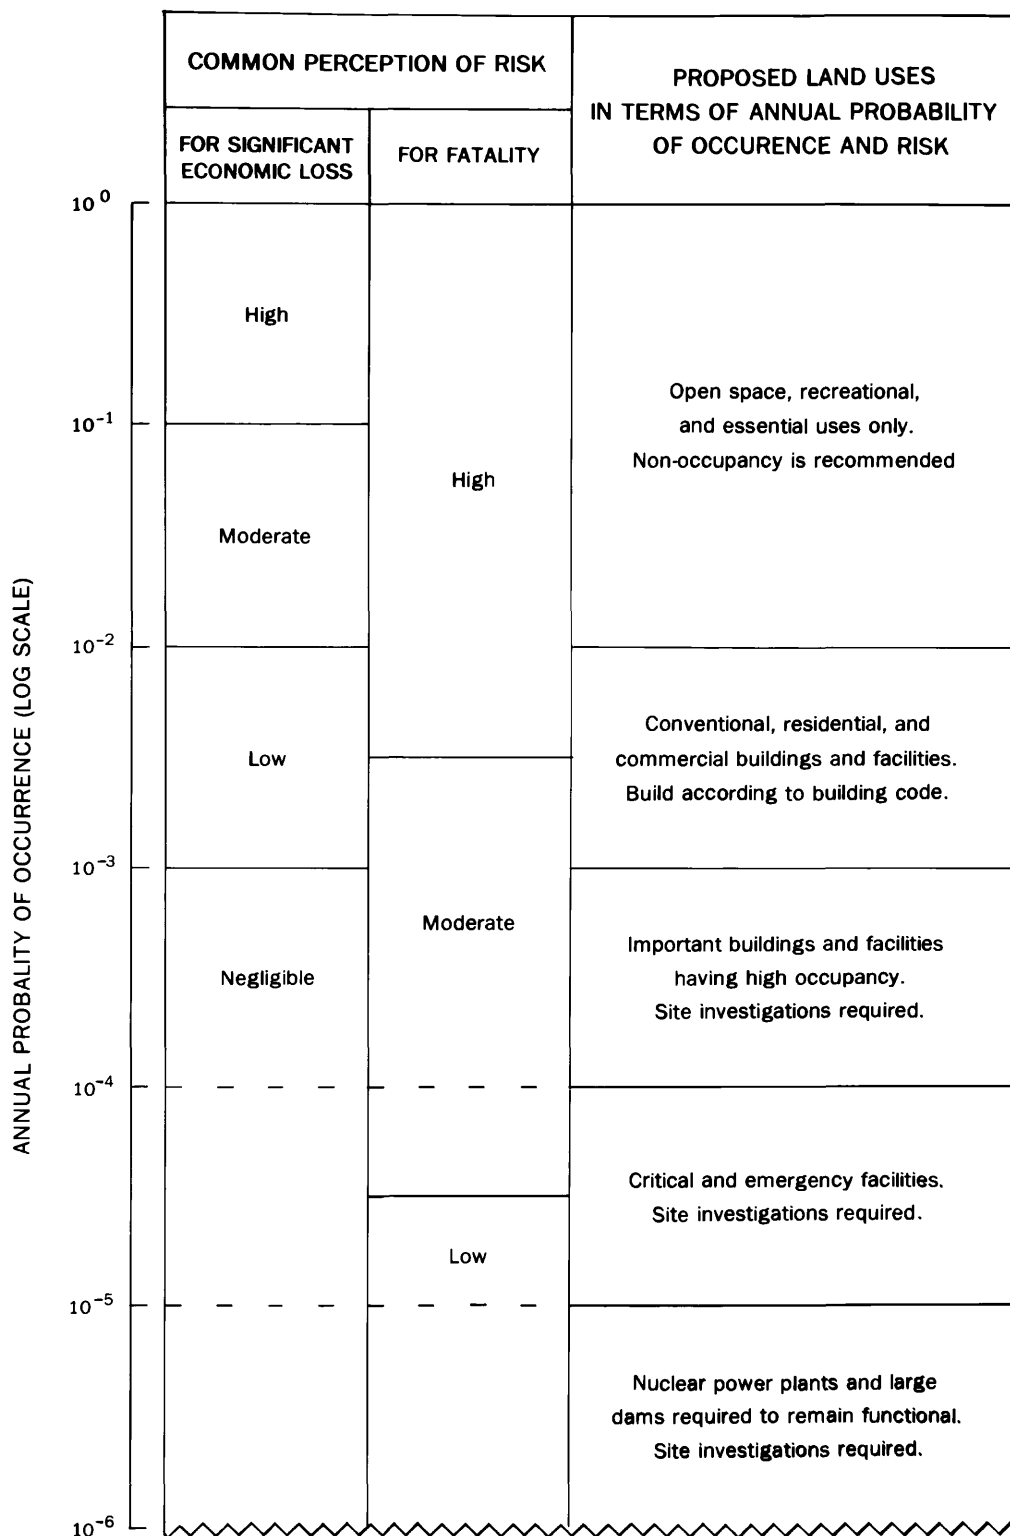 COMMON PERCEPTION OF RISK
FOR SIGNIFICANT
ECONOMIC LOSS
FOR FATALITY
PROPOSED LAND USES
IN TERMS OF ANNUAL PROBABILITY
OF OCCURENCE AND RISK
ANNUAL PROBALITY OF OCCURRENCE (LOG SCALE)
10⁰
10⁻¹
10⁻²
10⁻³
10⁻⁴
10⁻⁵
10⁻⁶
High
Moderate
Low
Negligible
High
Moderate
Low
Open space, recreational,
and essential uses only.
Non-occupancy is recommended
Conventional, residential, and
commercial buildings and facilities.
Build according to building code.
Important buildings and facilities
having high occupancy.
Site investigations required.
Critical and emergency facilities.
Site investigations required.
Nuclear power plants and large
dams required to remain functional.
Site investigations required.